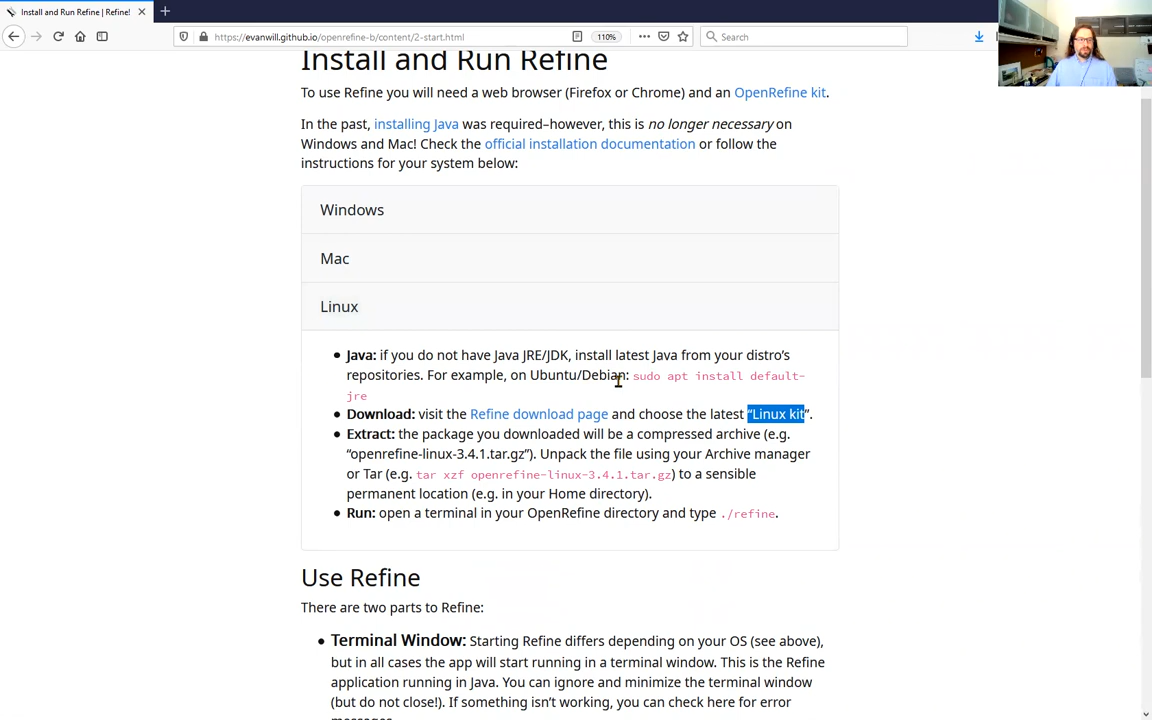 Install and Run Refine | Refine!
https://evanwill.github.io/openrefine-b/content/2-start.html
110%
Search
Install and Run Refine
To use Refine you will need a web browser (Firefox or Chrome) and an OpenRefine kit.
In the past, installing Java was required–however, this is no longer necessary on
Windows and Mac! Check the official installation documentation or follow the
instructions for your system below:
Windows
Mac
Linux
Java: if you do not have Java JRE/JDK, install latest Java from your distro’s
repositories. For example, on Ubuntu/Debian: sudo apt install default-
jre
Download: visit the Refine download page and choose the latest “Linux kit”.
Extract: the package you downloaded will be a compressed archive (e.g.
“openrefine-linux-3.4.1.tar.gz”). Unpack the file using your Archive manager
or Tar (e.g. tar xzf openrefine-linux-3.4.1.tar.gz) to a sensible
permanent location (e.g. in your Home directory).
Run: open a terminal in your OpenRefine directory and type ./refine.
Use Refine
There are two parts to Refine:
Terminal Window: Starting Refine differs depending on your OS (see above),
but in all cases the app will start running in a terminal window. This is the Refine
application running in Java. You can ignore and minimize the terminal window
(but do not close!). If something isn’t working, you can check here for error
messages.